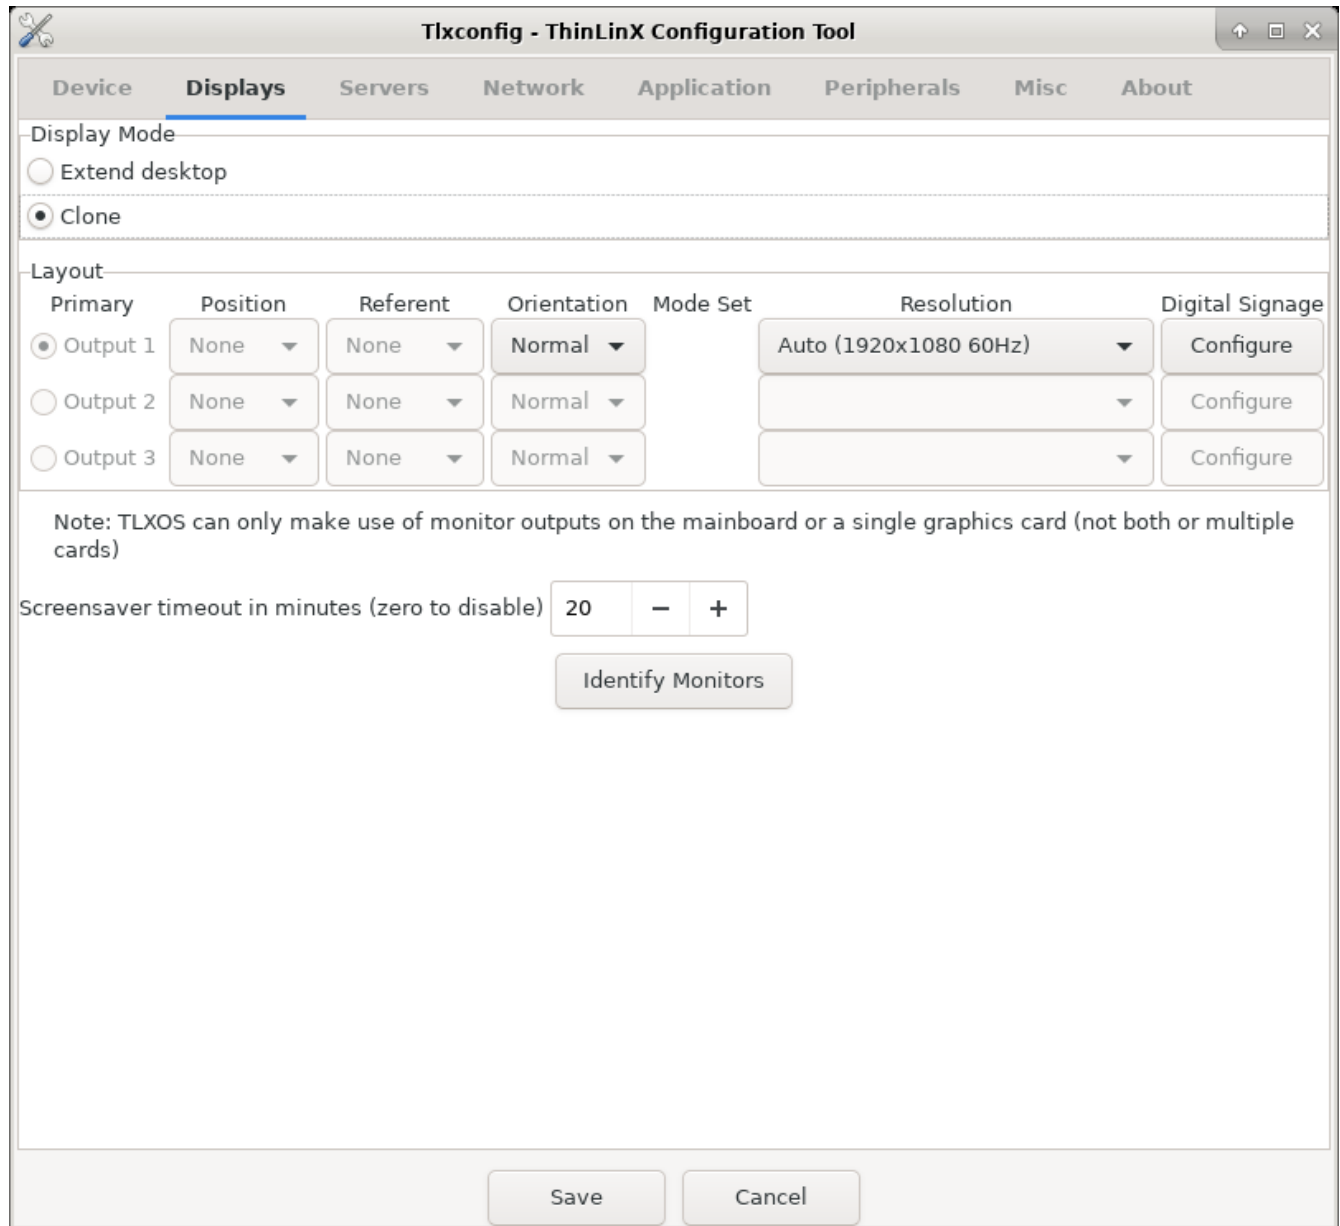 Tlxconfig - ThinLinX Configuration Tool
Device Displays Servers Network Application Peripherals Misc About
Display Mode
Extend desktop
Clone
Layout
Primary Position Referent Orientation Mode Set Resolution Digital Signage
Output 1 None None Normal Auto (1920x1080 60Hz) Configure
Output 2 None None Normal Configure
Output 3 None None Normal Configure
Note: TLXOS can only make use of monitor outputs on the mainboard or a single graphics card (not both or multiple
cards)
Screensaver timeout in minutes (zero to disable) 20 − +
Identify Monitors
Save Cancel